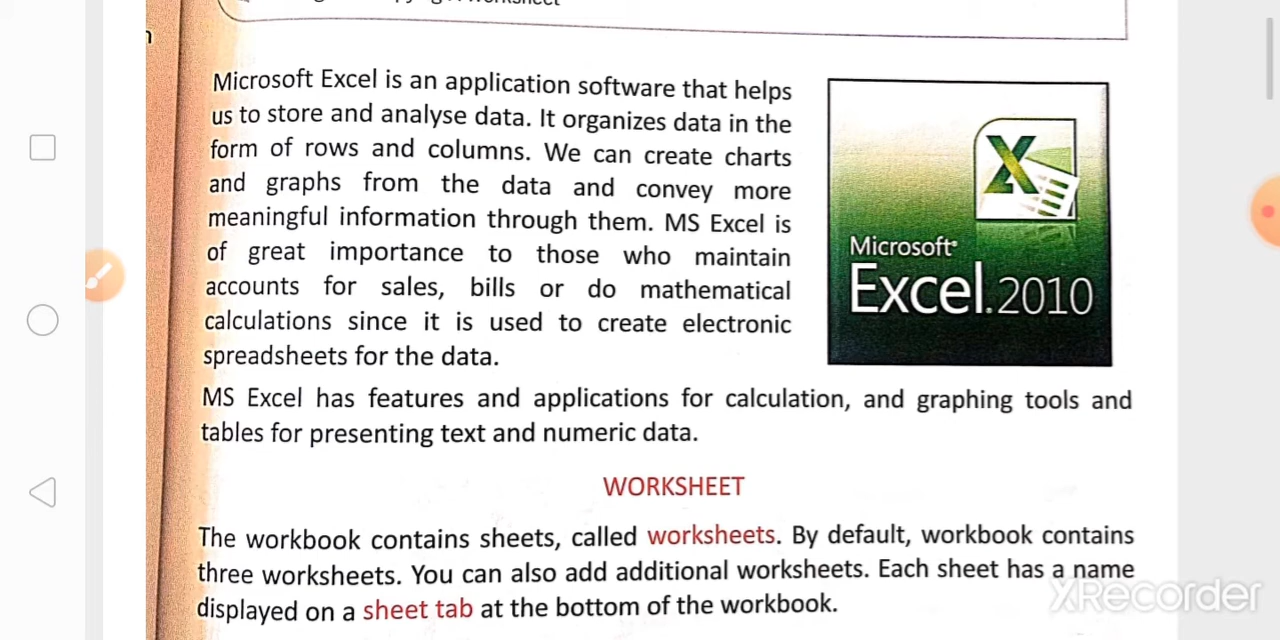 Worksheet
Microsoft Excel is an application software that helps
us to store and analyse data. It organizes data in the
form of rows and columns. We can create charts
and graphs from the data and convey more
meaningful information through them. MS Excel is
of great importance to those who maintain
accounts for sales, bills or do mathematical
calculations since it is used to create electronic
spreadsheets for the data.
Microsoft®
Excel.2010
MS Excel has features and applications for calculation, and graphing tools and
tables for presenting text and numeric data.
WORKSHEET
The workbook contains sheets, called worksheets. By default, workbook contains
three worksheets. You can also add additional worksheets. Each sheet has a name
displayed on a sheet tab at the bottom of the workbook.
XRecorder